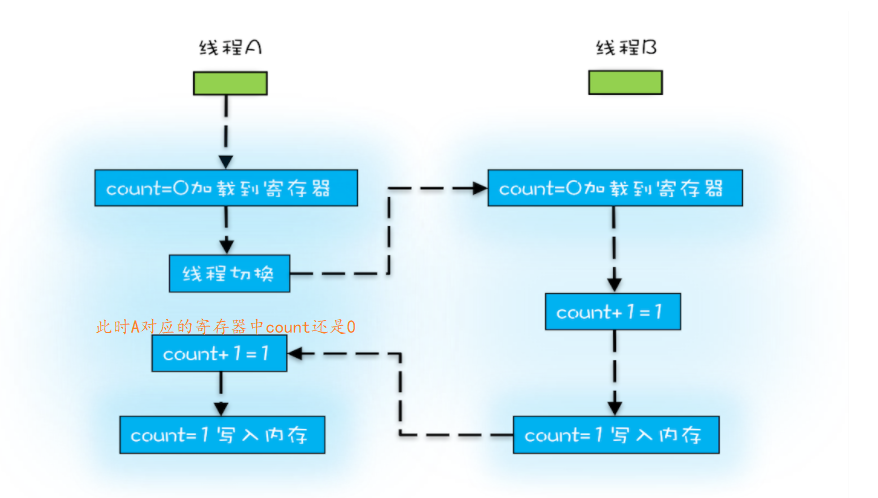 线程A
线程B
count=0加载到寄存器
count=0加载到寄存器
线程切换
count+1=1
此时A对应的寄存器中count还是0
count+1=1
count=1写入内存
count=1写入内存